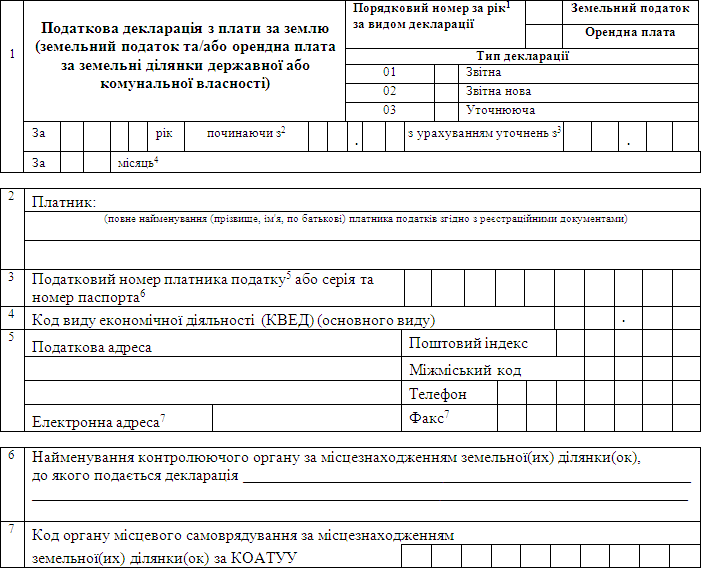 1
Податкова декларація з плати за землю
(земельний податок та/або орендна плата
за земельні ділянки державної або
комунальної власності)
Порядковий номер за рік1
за видом декларації
Земельний податок
Орендна плата
Тип декларації
01 Звітна
02 Звітна нова
03 Уточнююча
За рік починаючи з2 . з урахуванням уточнень з3 .
За місяць4
2
Платник:
(повне найменування (прізвище, ім'я, по батькові) платника податків згідно з реєстраційними документами)
3
Податковий номер платника податку5 або серія та
номер паспорта6
4
Код виду економічної діяльності (КВЕД) (основного виду) .
5
Податкова адреса
Поштовий індекс
Міжміський код
Телефон
Електронна адреса7
Факс7
6
Найменування контролюючого органу за місцезнаходженням земельної(их) ділянки(ок),
до якого подається декларація
7
Код органу місцевого самоврядування за місцезнаходженням
земельної(их) ділянки(ок) за КОАТУУ